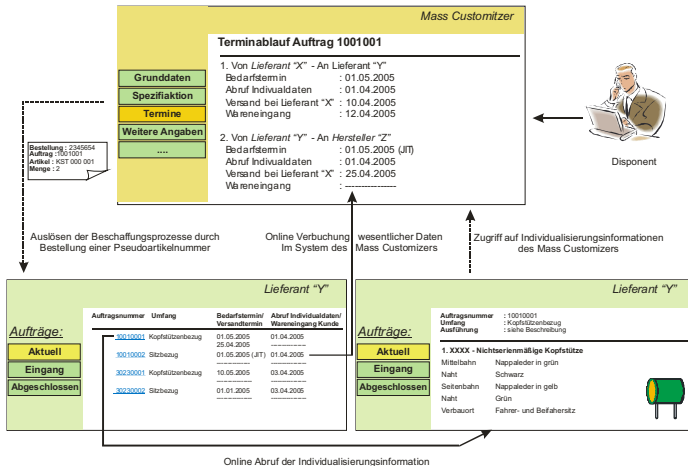 Mass Customitzer
Terminablauf Auftrag 1001001
1. Von Lieferant "X" - An Lieferant "Y"
Bedarfstermin : 01.05.2005
Abruf Indivualdaten : 01.04.2005
Versand bei Lieferant "X" : 10.04.2005
Wareneingang : 12.04.2005
2. Von Lieferant "Y" - An Hersteller "Z"
Bedarfstermin : 01.05.2005 (JIT)
Abruf Indivualdaten : 01.04.2005
Versand bei Lieferant "X" : 25.04.2005
Wareneingang : ----------------
Grunddaten
Spezifiaktion
Termine
Weitere Angaben
....
Bestellung : 2345654
Auftrag :1001001
Artikel : KST 000 001
Menge : 2
Disponent
Auslösen der Beschaffungsprozesse durch
Bestellung einer Pseudoartikelnummer
Online Verbuchung wesentlicher Daten
Im System des Mass Customizers
Zugriff auf Individualisierungsinformationen
des Mass Customizers
Lieferant "Y"
Aufträge:
Aktuell
Eingang
Abgeschlossen
Auftragsnummer Umfang Bedarfstermin/ Abruf Individualdaten/
Versandtermin Wareneingang Kunde
10010001 Kopfstützenbezug 01.05.2005 01.04.2005
25.04.2005 ----------------
10010002 Sitzbezug 01.05.2005 (JIT) 01.04.2005
---------------- ----------------
30230001 Kopfstützenbezug 10.05.2005 03.04.2005
---------------- ----------------
30230002 Sitzbezug 01.01.2005 03.04.2005
---------------- ----------------
Lieferant "Y"
Aufträge:
Aktuell
Eingang
Abgeschlossen
Auftragsnummer : 10010001
Umfang : Kopfstützenbezug
Ausführung : siehe Beschreibung
1. XXXX - Nichtserienmäßige Kopfstütze
Mittelbahn Nappaleder in grün
Naht Schwarz
Seitenbahn Nappaleder in gelb
Naht Grün
Verbauort Fahrer- und Beifahersitz
Online Abruf der Individualisierungsinformation